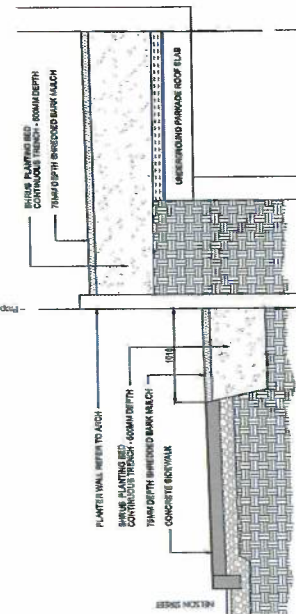 SHRUB PLANTING BED
CONTINUOUS TRENCH - 600MM DEPTH
75MM DEPTH SHREDDED BARK MULCH
UNDERGROUND PARKADE ROOF SLAB
PLANTER WALL REFER TO ARCH
SHRUB PLANTING BED
CONTINUOUS TRENCH - 600MM DEPTH
75MM DEPTH SHREDDED BARK MULCH
CONCRETE SIDEWALK
1010
NELSON STREET